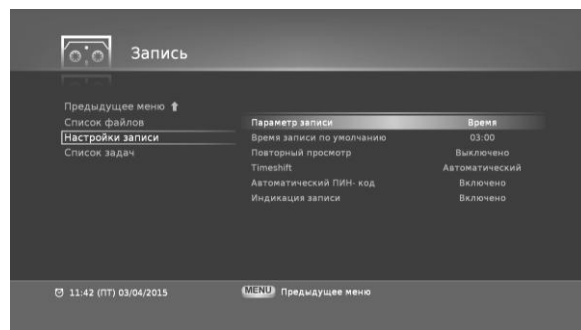 Запись
Предыдущее меню
Список файлов
Настройки записи
Список задач
Параметр записи Время
Время записи по умолчанию 03:00
Повторный просмотр Выключено
Timeshift Автоматический
Автоматический ПИН- код Включено
Индикация записи Включено
11:42 (ПТ) 03/04/2015 MENU Предыдущее меню